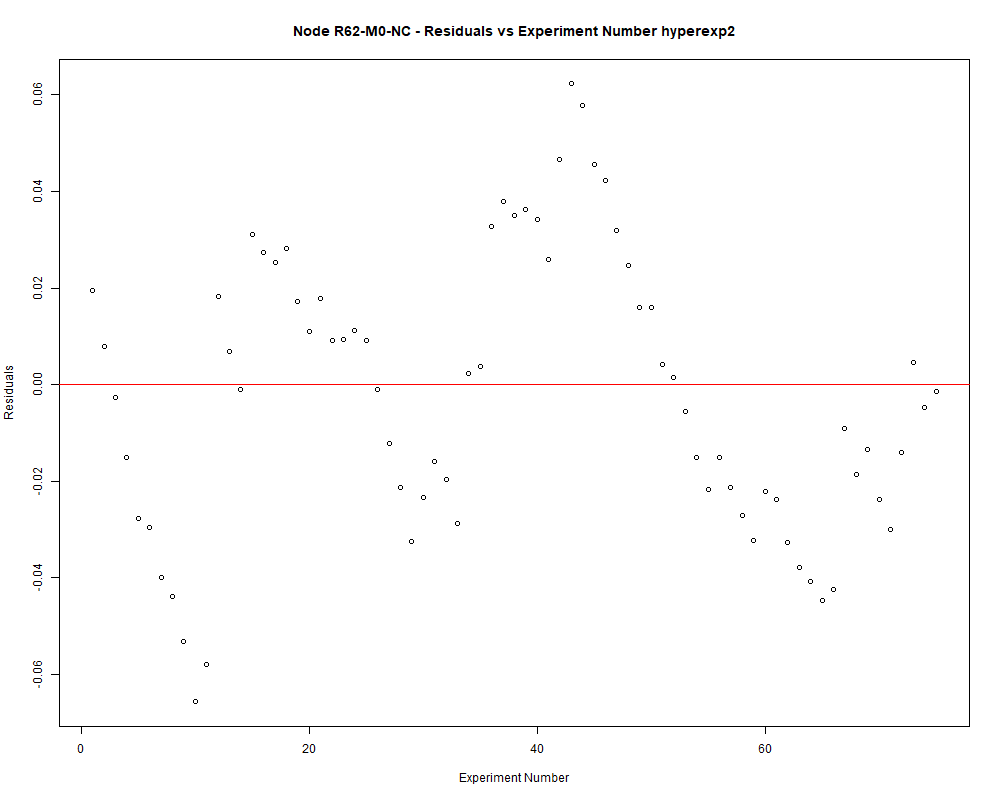 Node R62-M0-NC - Residuals vs Experiment Number hyperexp2
0.06
0.04
0.02
0.00
-0.02
-0.04
-0.06
Residuals
0 20 40 60
Experiment Number